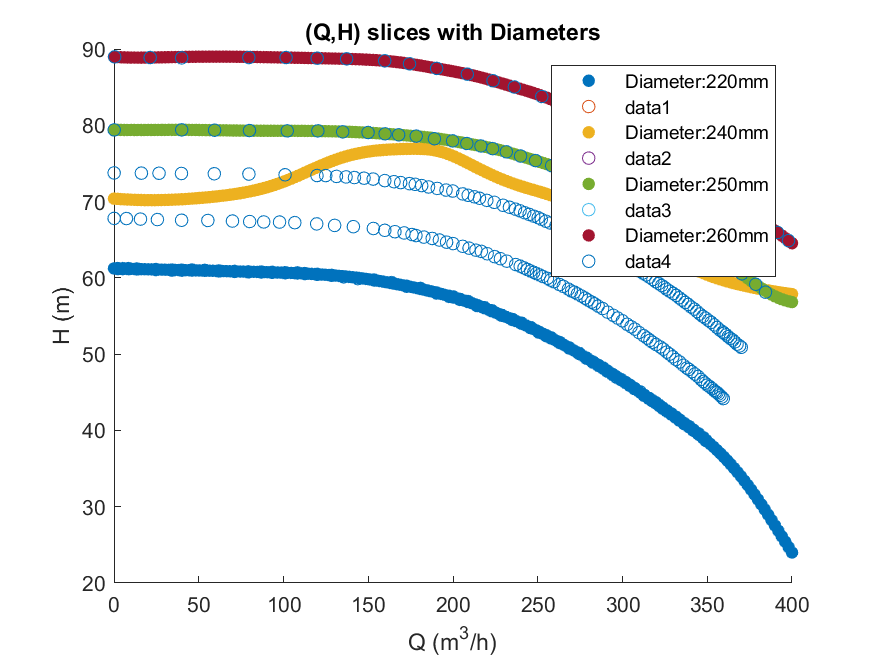 (Q,H) slices with Diameters
90
80
70
60
50
40
30
20
H (m)
Diameter:220mm
data1
Diameter:240mm
data2
Diameter:250mm
data3
Diameter:260mm
data4
0 50 100 150 200 250 300 350 400
Q (m³/h)